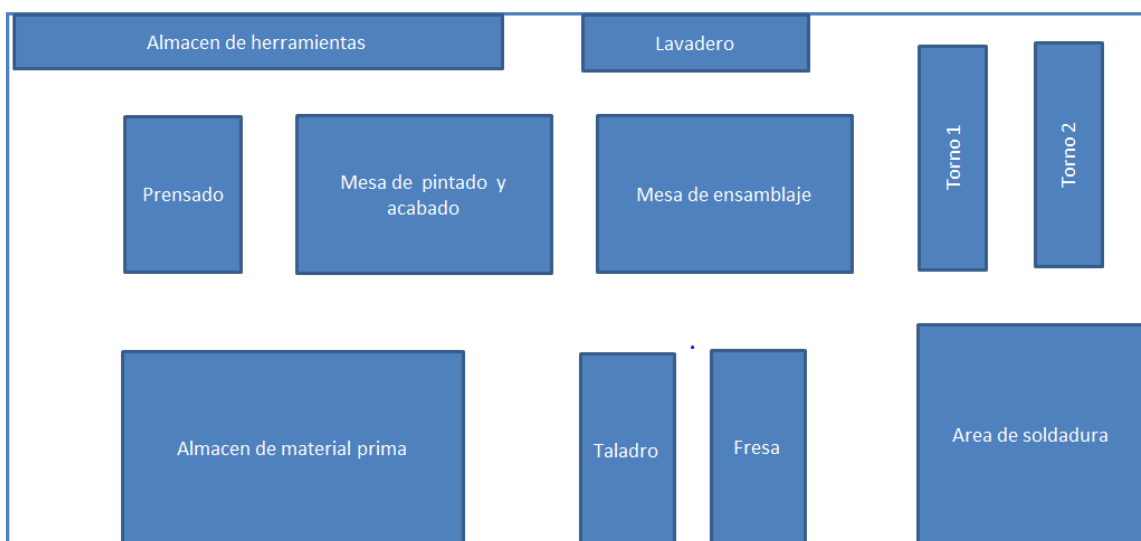 Almacen de herramientas
Lavadero
Torno 1
Torno 2
Prensado
Mesa de pintado y
acabado
Mesa de ensamblaje
Almacen de material prima
Taladro
Fresa
Area de soldadura